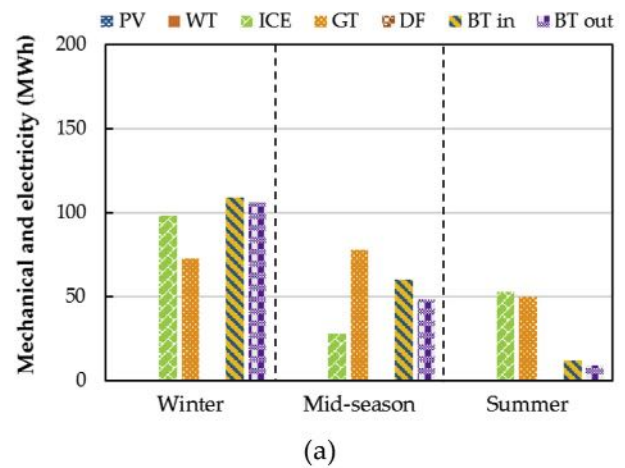 PV WT ICE GT DF BT in BT out
Mechanical and electricity (MWh)
200
150
100
50
0
Winter Mid-season Summer
(a)